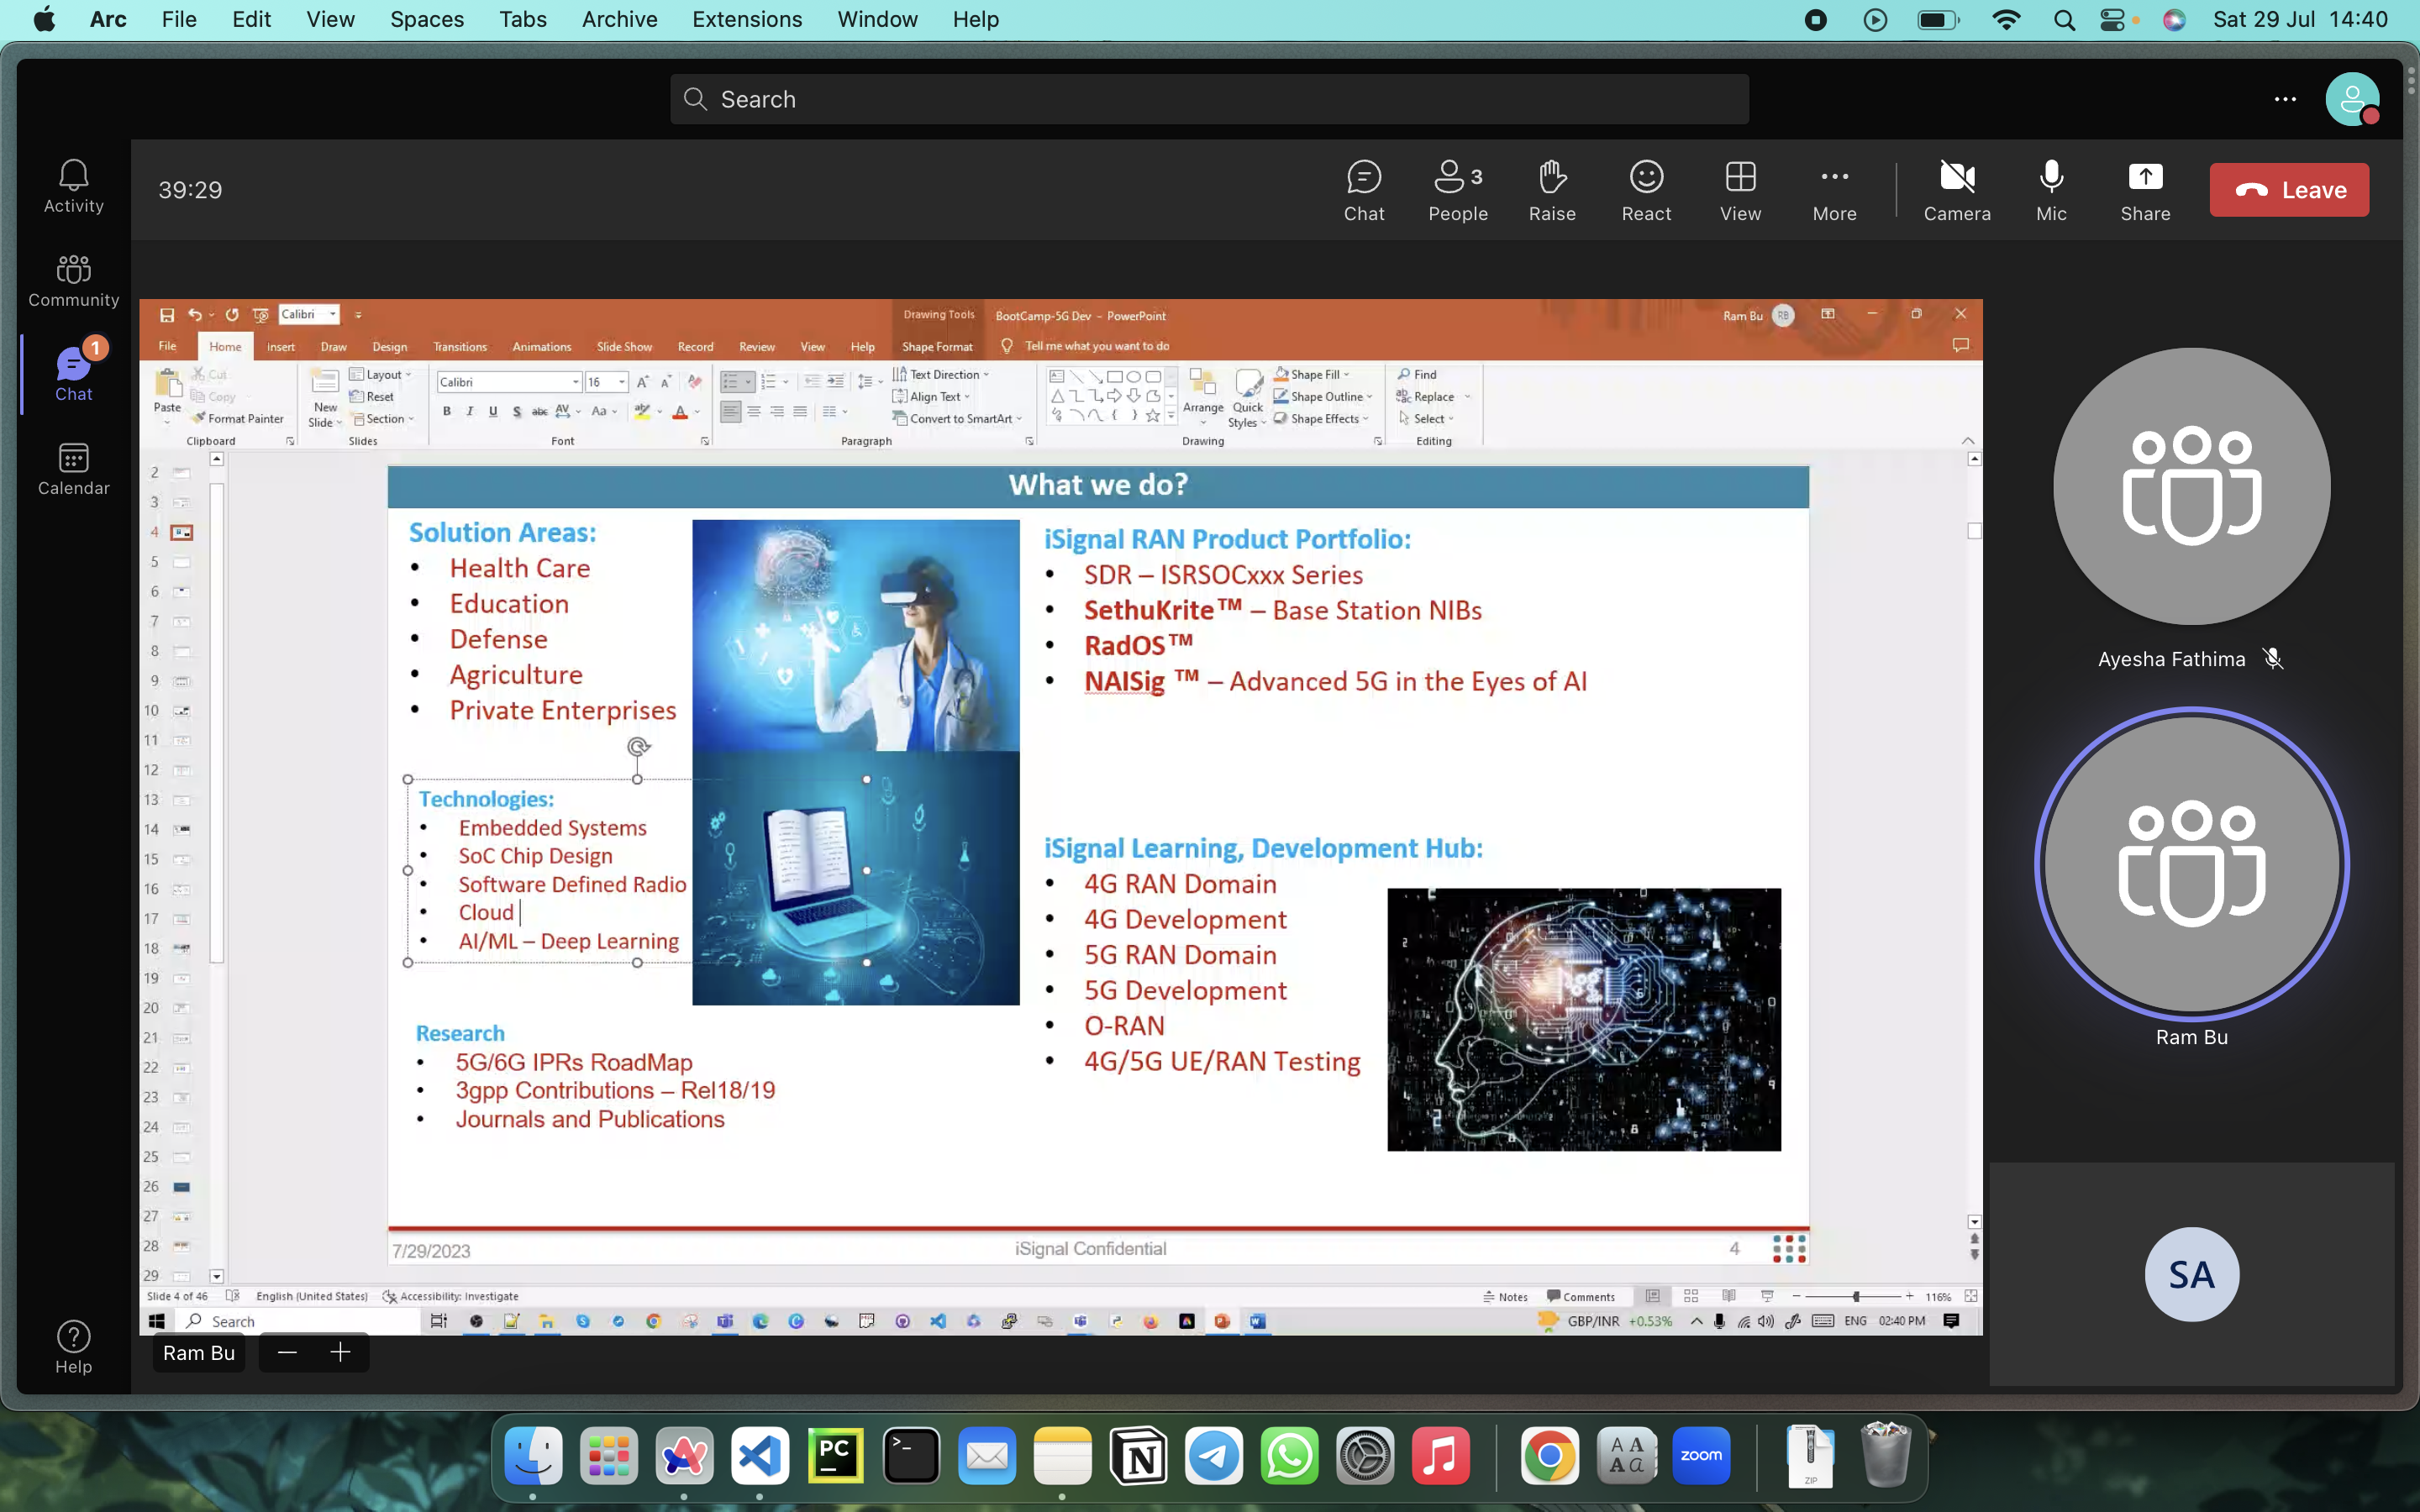 Arc File Edit View Spaces Tabs Archive Extensions Window Help Sat 29 Jul 14:40
Search
Activity
Community
1
Chat
Calendar
Help
39:29
Chat
3
People
Raise
React
View
More
Camera
Mic
Share
Leave
Calibri
Drawing Tools
BootCamp-5G Dev - PowerPoint
Ram Bu RB
File Home Insert Draw Design Transitions Animations Slide Show Record Review View Help Shape Format Tell me what you want to do
Paste
Cut
Copy
Format Painter
Clipboard
New
Slide
Layout
Reset
Section
Slides
Calibri 16
B I U S abc AV Aa A
Font
Text Direction
Align Text
Convert to SmartArt
Paragraph
Arrange
Quick
Styles
Shape Fill
Shape Outline
Shape Effects
Drawing
Find
Replace
Select
Editing
2
3
4
5
6
7
8
9
10
11
12
13
14
15
16
17
18
19
20
21
22
23
24
25
26
27
28
29
What we do?
Solution Areas:
• Health Care
• Education
• Defense
• Agriculture
• Private Enterprises
Technologies:
• Embedded Systems
• SoC Chip Design
• Software Defined Radio
• Cloud
• AI/ML – Deep Learning
Research
• 5G/6G IPRs RoadMap
• 3gpp Contributions – Rel18/19
• Journals and Publications
iSignal RAN Product Portfolio:
• SDR – ISRSOCxxx Series
• SethuKrite™ – Base Station NIBs
• RadOS™
• NAISig ™ – Advanced 5G in the Eyes of AI
iSignal Learning, Development Hub:
• 4G RAN Domain
• 4G Development
• 5G RAN Domain
• 5G Development
• O-RAN
• 4G/5G UE/RAN Testing
7/29/2023 iSignal Confidential 4
Slide 4 of 46 English (United States) Accessibility: Investigate Notes Comments 116%
Search GBP/INR +0.53% ENG 02:40 PM
Ram Bu
Ayesha Fathima
Ram Bu
SA
PC
zoom
ZIP